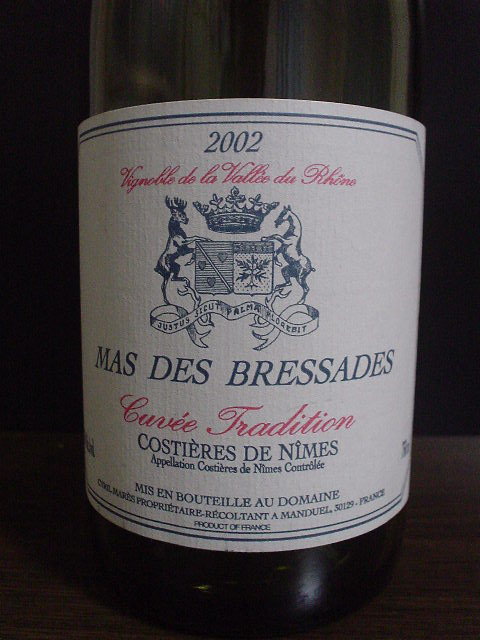 2002
Vignoble de la Vallée du Rhône
JUSTUS SICUT PALMA FLOREBIT
MAS DES BRESSADES
Cuvée Tradition
COSTIÈRES DE NÎMES
Appellation Costières de Nîmes Contrôlée
MIS EN BOUTEILLE AU DOMAINE
CYRIL MARÈS PROPRIÉTAIRE-RÉCOLTANT A MANDUEL, 30129 - FRANCE
PRODUCT OF FRANCE